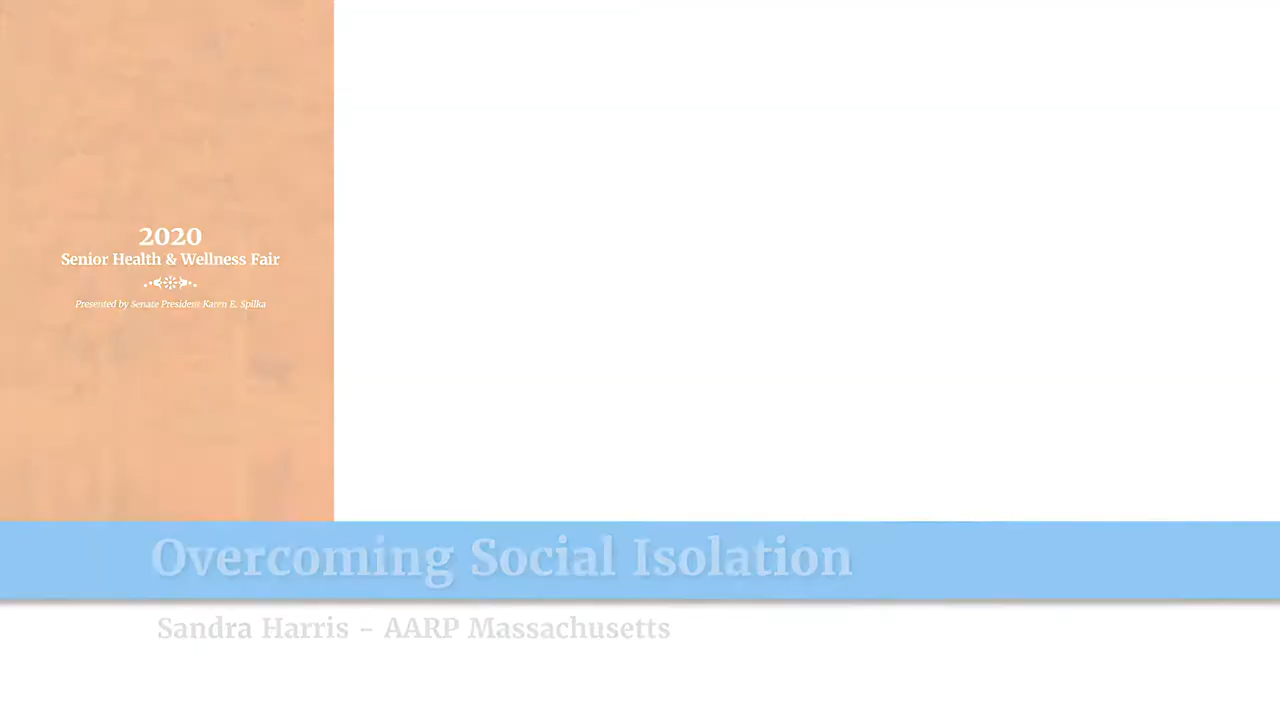 2020
Senior Health & Wellness Fair
Presented by Senate President Karen E. Spilka
Overcoming Social Isolation
Sandra Harris - AARP Massachusetts